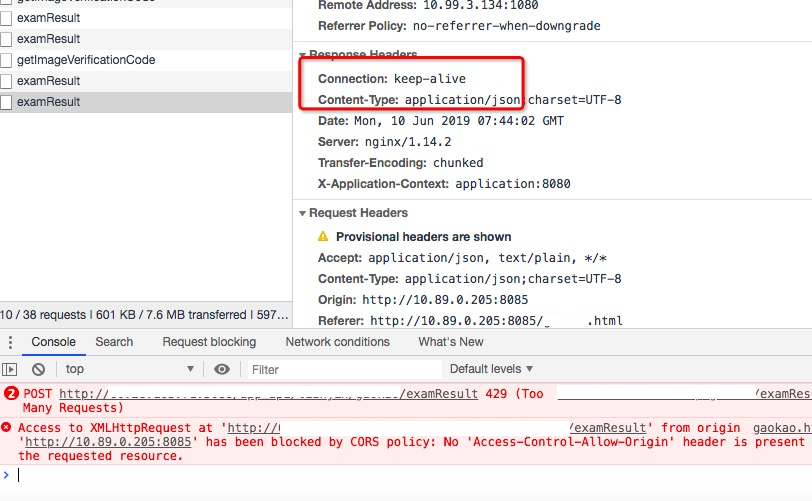 getImageVerificationCode
examResult
examResult
getImageVerificationCode
examResult
examResult
10 / 38 requests | 601 KB / 7.6 MB transferred | 597...
Remote Address: 10.99.3.134:1080
Referrer Policy: no-referrer-when-downgrade
Response Headers
Connection: keep-alive
Content-Type: application/json;charset=UTF-8
Date: Mon, 10 Jun 2019 07:44:02 GMT
Server: nginx/1.14.2
Transfer-Encoding: chunked
X-Application-Context: application:8080
Request Headers
Provisional headers are shown
Accept: application/json, text/plain, */*
Content-Type: application/json;charset=UTF-8
Origin: http://10.89.0.205:8085
Referer: http://10.89.0.205:8085/ .html
Console Search Request blocking Network conditions What's New
top Filter Default levels ▼
2 POST http:// /examResult 429 (Too /examRes
Many Requests)
Access to XMLHttpRequest at 'http:// /examResult' from origin gaokao.h
'http://10.89.0.205:8085' has been blocked by CORS policy: No 'Access-Control-Allow-Origin' header is present
the requested resource.
>